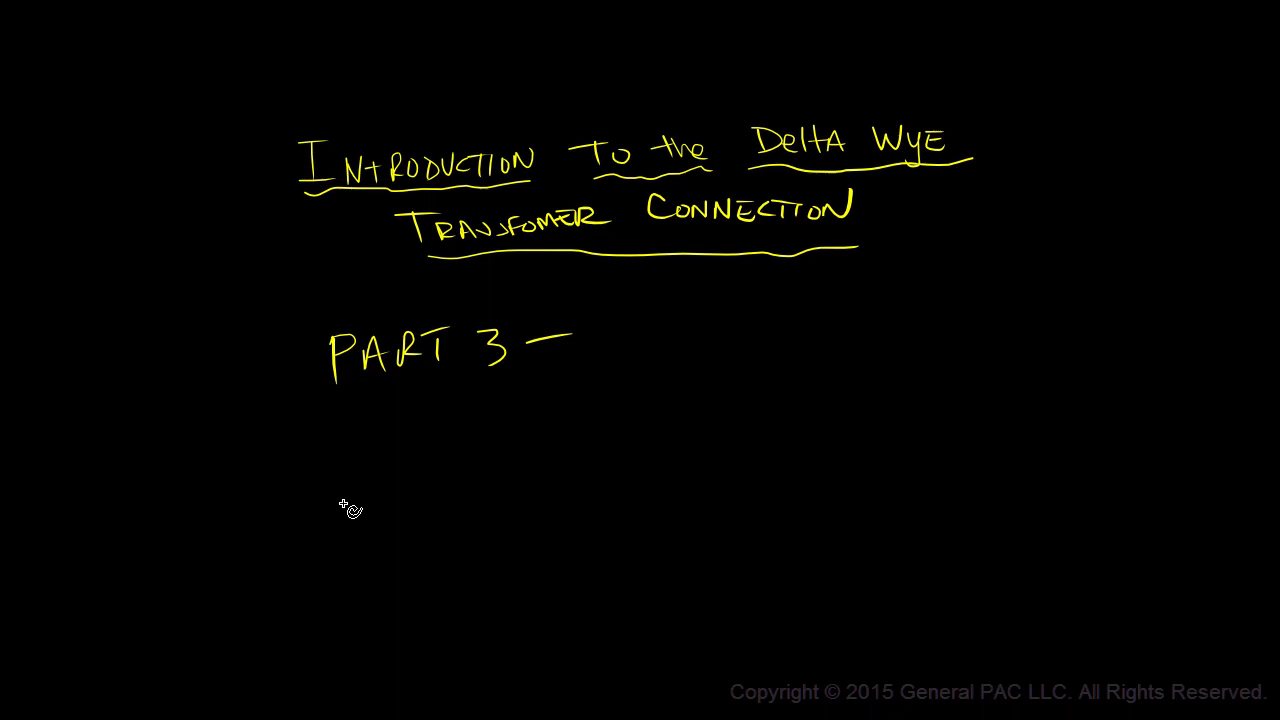 INtRODUCTION To the DeltA WyE
TRANSFOMER CONNECTION
PART 3 -
Copyright © 2015 General PAC LLC. All Rights Reserved.